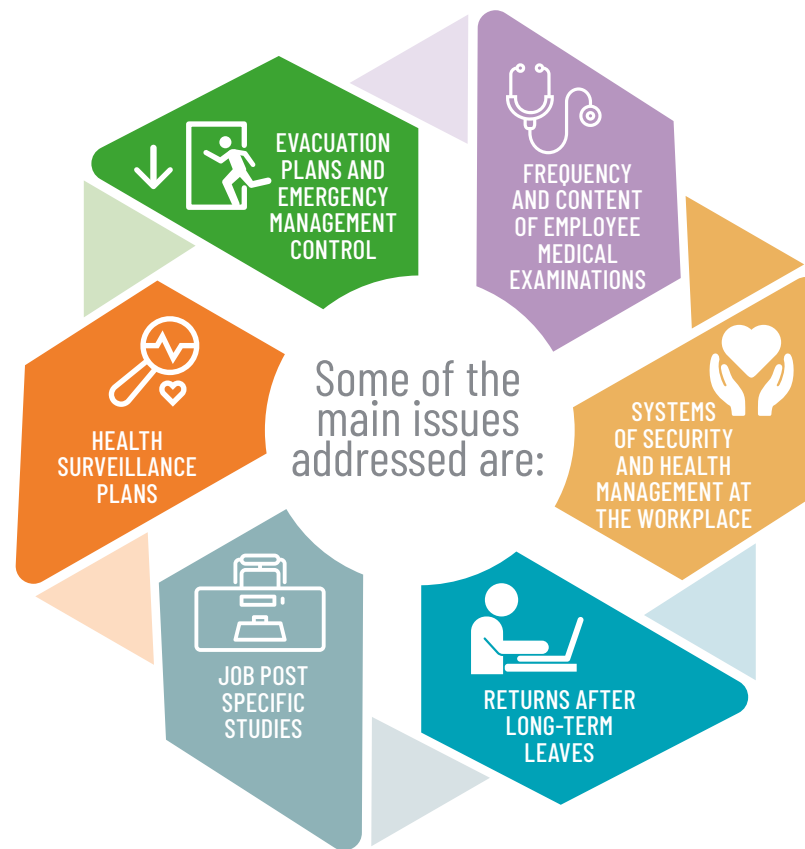 Some of the
main issues
addressed are:
EVACUATION
PLANS AND
EMERGENCY
MANAGEMENT
CONTROL
FREQUENCY
AND CONTENT
OF EMPLOYEE
MEDICAL
EXAMINATIONS
SYSTEMS
OF SECURITY
AND HEALTH
MANAGEMENT AT
THE WORKPLACE
RETURNS AFTER
LONG-TERM
LEAVES
JOB POST
SPECIFIC
STUDIES
HEALTH
SURVEILLANCE
PLANS